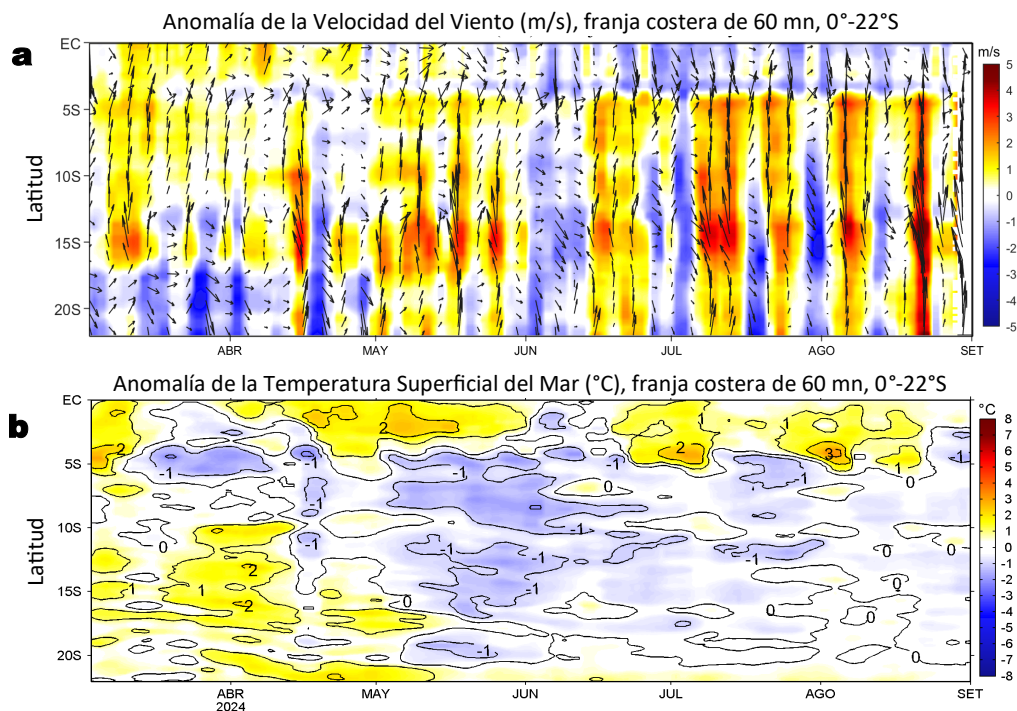 Anomalía de la Velocidad del Viento (m/s), franja costera de 60 mn, 0°-22°S
a
m/s
EC
5S
10S
15S
20S
Latitud
5
4
3
2
1
0
-1
-2
-3
-4
-5
ABR
MAY
JUN
JUL
AGO
SET
Anomalía de la Temperatura Superficial del Mar (°C), franja costera de 60 mn, 0°-22°S
b
°C
EC
5S
10S
15S
20S
Latitud
2
-1
-1
-1
-1
0
1
1
2
2
2
-1
0
-1
-1
-1
-1
0
-1
2
-1
-1
-1
1
3
1
0
0
0
0
0
0
-1
8
7
6
5
4
3
2
1
0
-1
-2
-3
-4
-5
-6
-7
-8
ABR
2024
MAY
JUN
JUL
AGO
SET